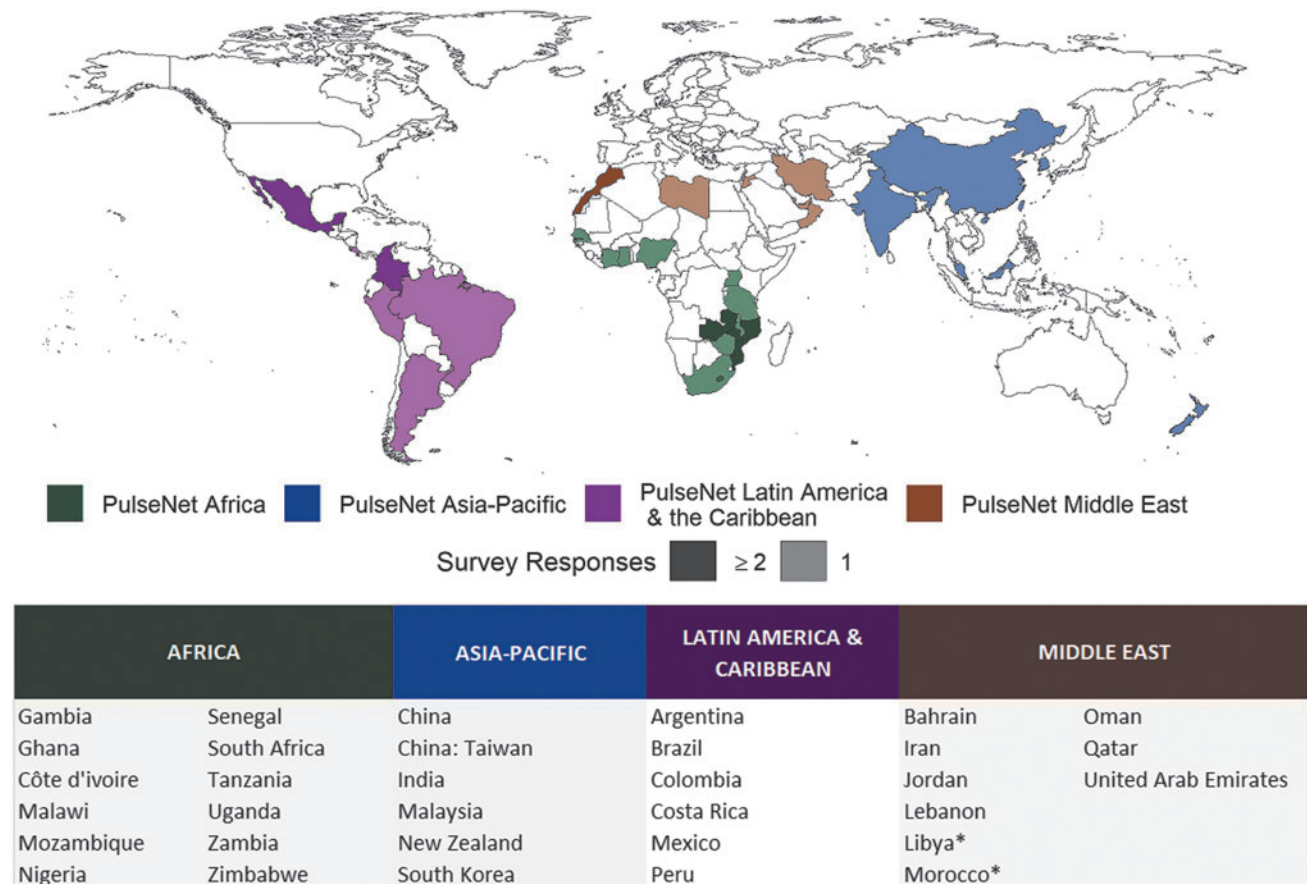 PulseNet Africa
PulseNet Asia-Pacific
PulseNet Latin America
& the Caribbean
PulseNet Middle East
Survey Responses ≥ 2 1
AFRICA
ASIA-PACIFIC
LATIN AMERICA &
CARIBBEAN
MIDDLE EAST
Gambia Senegal China Argentina Bahrain Oman
Ghana South Africa China: Taiwan Brazil Iran Qatar
Côte d'ivoire Tanzania India Colombia Jordan United Arab Emirates
Malawi Uganda Malaysia Costa Rica Lebanon
Mozambique Zambia New Zealand Mexico Libya*
Nigeria Zimbabwe South Korea Peru Morocco*